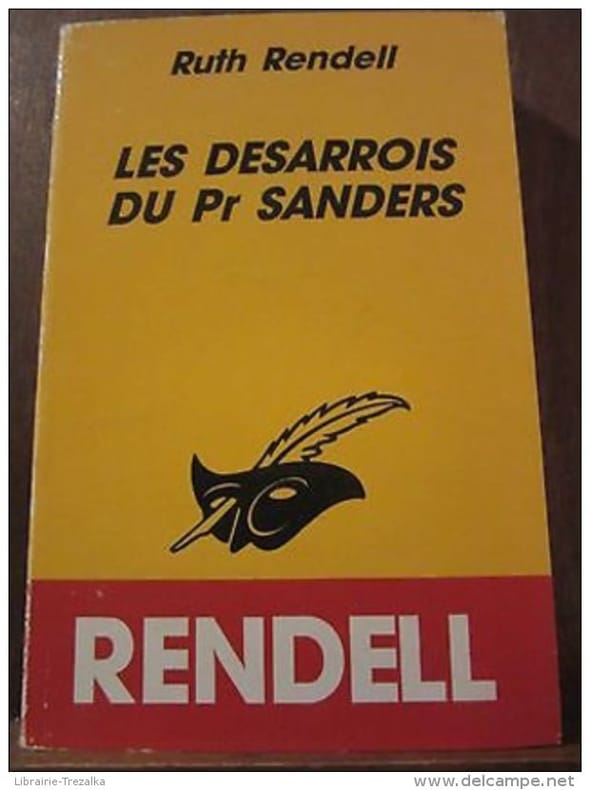 Ruth Rendell
LES DESARROIS
DU Pr SANDERS
RENDELL
Librairie-Trezalka
www.delcampe.net